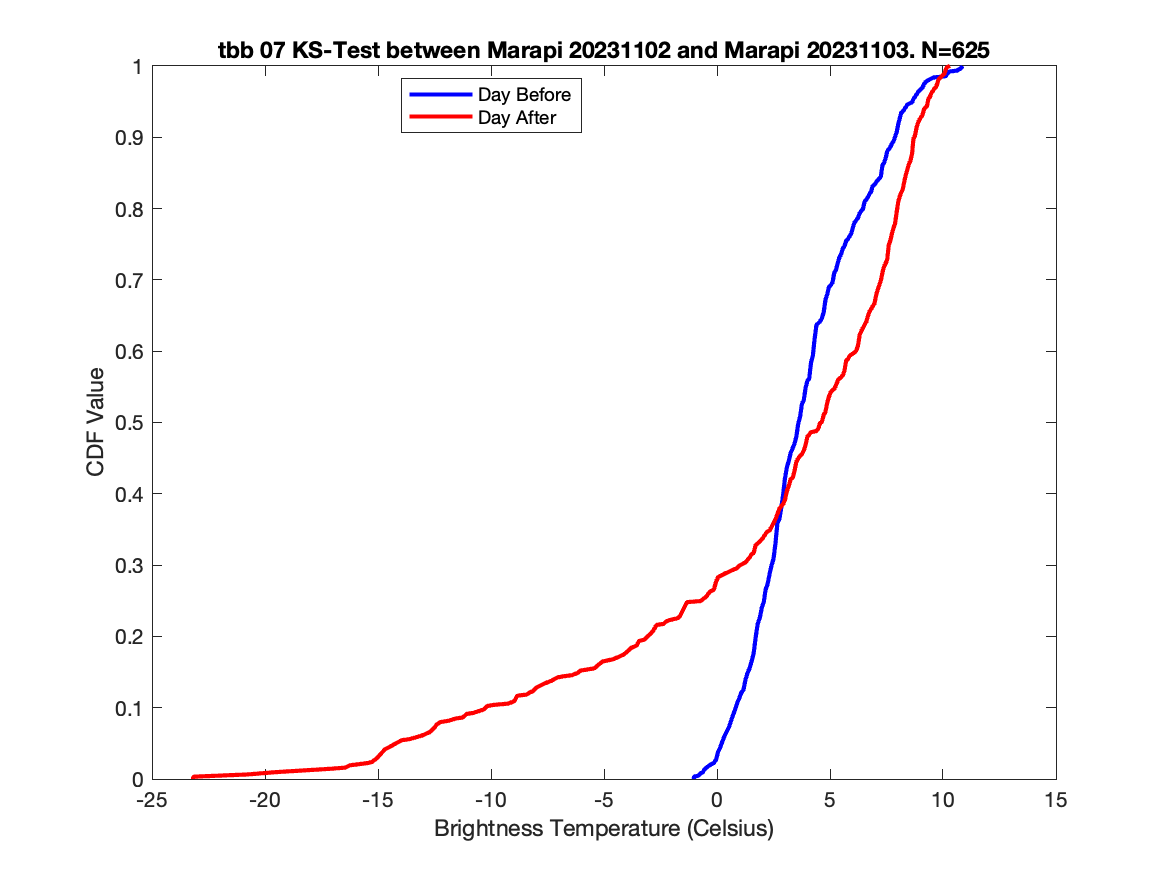 tbb 07 KS-Test between Marapi 20231102 and Marapi 20231103. N=625
Day Before
Day After
1
0.9
0.8
0.7
0.6
0.5
0.4
0.3
0.2
0.1
0
CDF Value
-25 -20 -15 -10 -5 0 5 10 15
Brightness Temperature (Celsius)